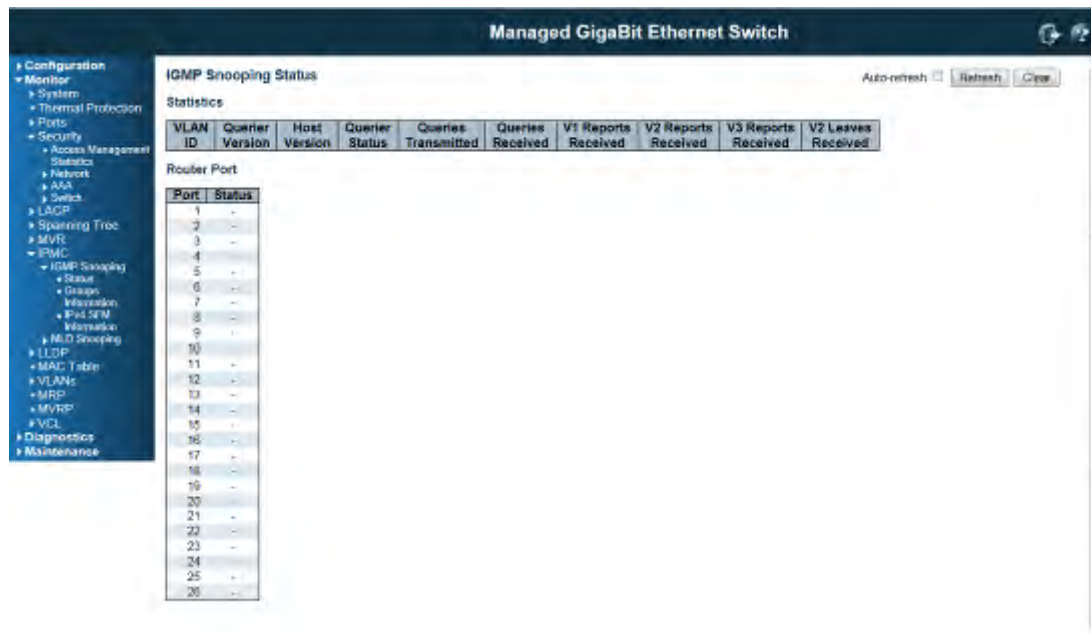 Managed GigaBit Ethernet Switch
Configuration
Monitor
System
Thermal Protection
Ports
Security
Access Management
Statistics
Network
AAA
Switch
LACP
Spanning Tree
MVR
IPMC
IGMP Snooping
Status
Groups
Information
IPv4 SFM
Information
MLD Snooping
LLDP
MAC Table
VLANs
MRP
MVRP
VCL
Diagnostics
Maintenance
IGMP Snooping Status
Auto-refresh Refresh Clear
Statistics
VLAN ID Querier Version Host Version Querier Status Queries Transmitted Queries Received V1 Reports Received V2 Reports Received V3 Reports Received V2 Leaves Received
Router Port
Port Status
1 -
2 -
3 -
4
5 -
6 -
7 -
8 -
9 -
10
11 -
12 -
13 -
14 -
15 -
16 -
17 -
18 -
19 -
20 -
21 -
22 -
23 -
24
25 -
26 -